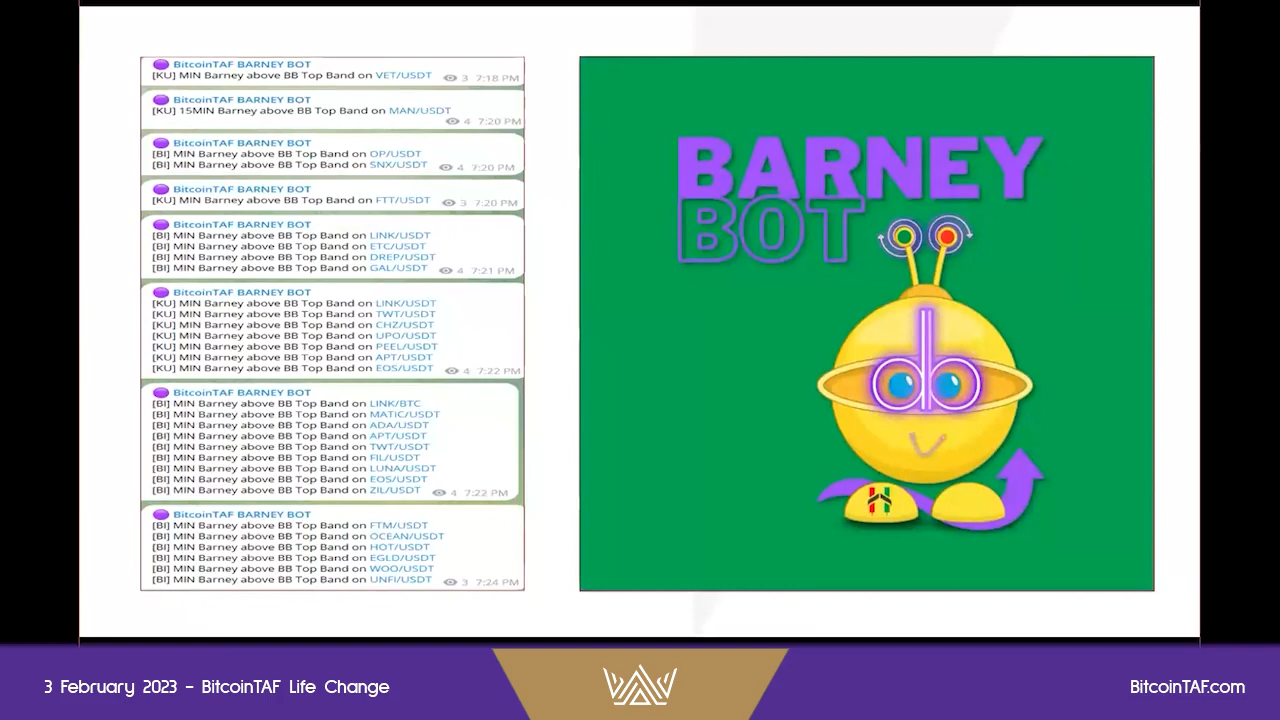 BitcoinTAF BARNEY BOT
[KU] MIN Barney above BB Top Band on VET/USDT
3 7:18 PM
BitcoinTAF BARNEY BOT
[KU] 15MIN Barney above BB Top Band on MAN/USDT
4 7:20 PM
BitcoinTAF BARNEY BOT
[BI] MIN Barney above BB Top Band on OP/USDT
[BI] MIN Barney above BB Top Band on SNX/USDT
4 7:20 PM
BitcoinTAF BARNEY BOT
[KU] MIN Barney above BB Top Band on FTT/USDT
3 7:20 PM
BitcoinTAF BARNEY BOT
[BI] MIN Barney above BB Top Band on LINK/USDT
[BI] MIN Barney above BB Top Band on ETC/USDT
[BI] MIN Barney above BB Top Band on DREP/USDT
[BI] MIN Barney above BB Top Band on GAL/USDT
4 7:21 PM
BitcoinTAF BARNEY BOT
[KU] MIN Barney above BB Top Band on LINK/USDT
[KU] MIN Barney above BB Top Band on TWT/USDT
[KU] MIN Barney above BB Top Band on CHZ/USDT
[KU] MIN Barney above BB Top Band on UPO/USDT
[KU] MIN Barney above BB Top Band on PEEL/USDT
[KU] MIN Barney above BB Top Band on APT/USDT
[KU] MIN Barney above BB Top Band on EOS/USDT
4 7:22 PM
BitcoinTAF BARNEY BOT
[BI] MIN Barney above BB Top Band on LINK/BTC
[BI] MIN Barney above BB Top Band on MATIC/USDT
[BI] MIN Barney above BB Top Band on ADA/USDT
[BI] MIN Barney above BB Top Band on APT/USDT
[BI] MIN Barney above BB Top Band on TWT/USDT
[BI] MIN Barney above BB Top Band on FIL/USDT
[BI] MIN Barney above BB Top Band on LUNA/USDT
[BI] MIN Barney above BB Top Band on EOS/USDT
[BI] MIN Barney above BB Top Band on ZIL/USDT
4 7:22 PM
BitcoinTAF BARNEY BOT
[BI] MIN Barney above BB Top Band on FTM/USDT
[BI] MIN Barney above BB Top Band on OCEAN/USDT
[BI] MIN Barney above BB Top Band on HOT/USDT
[BI] MIN Barney above BB Top Band on EGLD/USDT
[BI] MIN Barney above BB Top Band on WOO/USDT
[BI] MIN Barney above BB Top Band on UNFI/USDT
3 7:24 PM
BARNEY
BOT
3 February 2023 - BitcoinTAF Life Change
BitcoinTAF.com